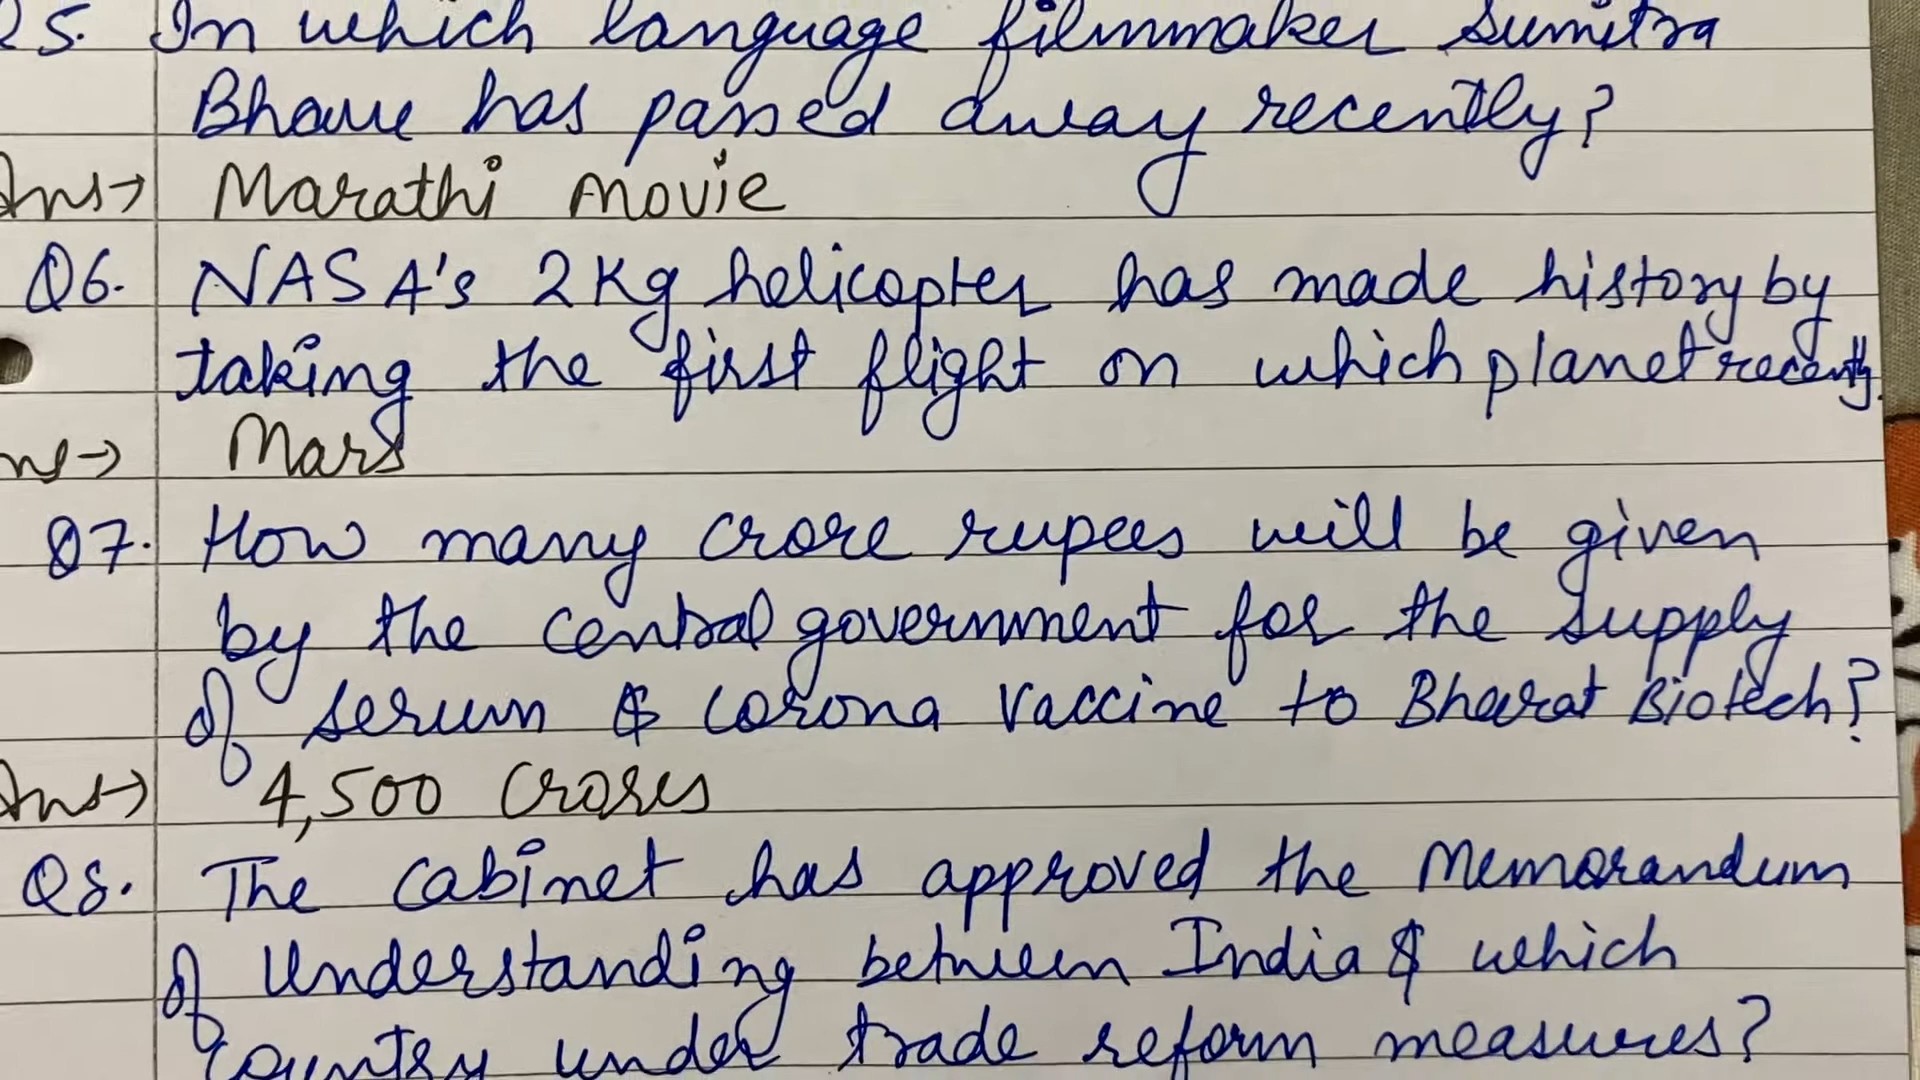 25. In which language filmmaker Sumitra
Bhave has passed away recently?
Ans→ Marathi movie
Q6. NASA's 2Kg helicopter has made history by
taking the first flight on which planet recently.
ns→ Mars
Q7. How many crore rupees will be given
by the central government for the supply
of serum & corona vaccine to Bharat Biotech?
Ans→ 4,500 Crores
Q8. The cabinet has approved the Memorandum
of Understanding between India & which
country under trade reform measures?